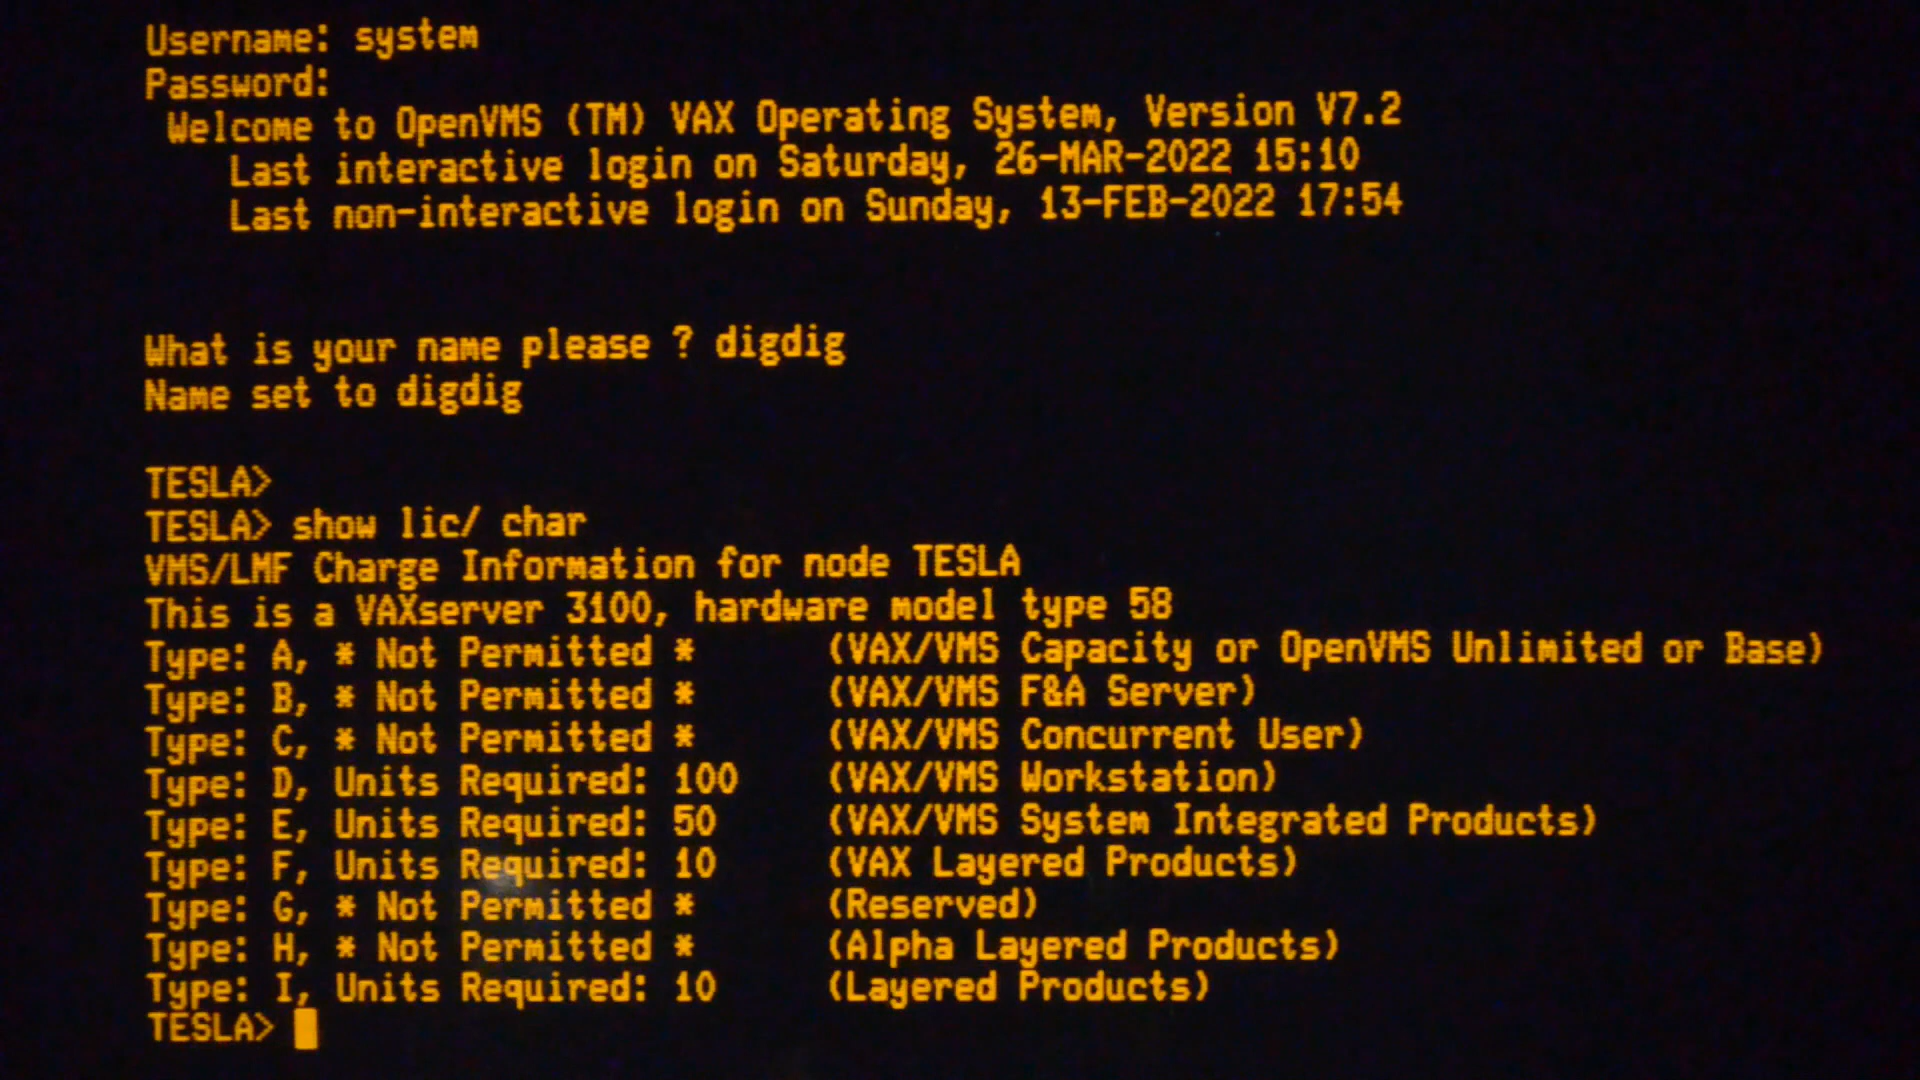 Username: system
Password:
Welcome to OpenVMS (TM) VAX Operating System, Version V7.2
Last interactive login on Saturday, 26-MAR-2022 15:10
Last non-interactive login on Sunday, 13-FEB-2022 17:54
What is your name please ? digdig
Name set to digdig
TESLA>
TESLA> show lic/ char
VMS/LMF Charge Information for node TESLA
This is a VAXserver 3100, hardware model type 58
Type: A, * Not Permitted * (VAX/VMS Capacity or OpenVMS Unlimited or Base)
Type: B, * Not Permitted * (VAX/VMS F&A Server)
Type: C, * Not Permitted * (VAX/VMS Concurrent User)
Type: D, Units Required: 100 (VAX/VMS Workstation)
Type: E, Units Required: 50 (VAX/VMS System Integrated Products)
Type: F, Units Required: 10 (VAX Layered Products)
Type: G, * Not Permitted * (Reserved)
Type: H, * Not Permitted * (Alpha Layered Products)
Type: I, Units Required: 10 (Layered Products)
TESLA>